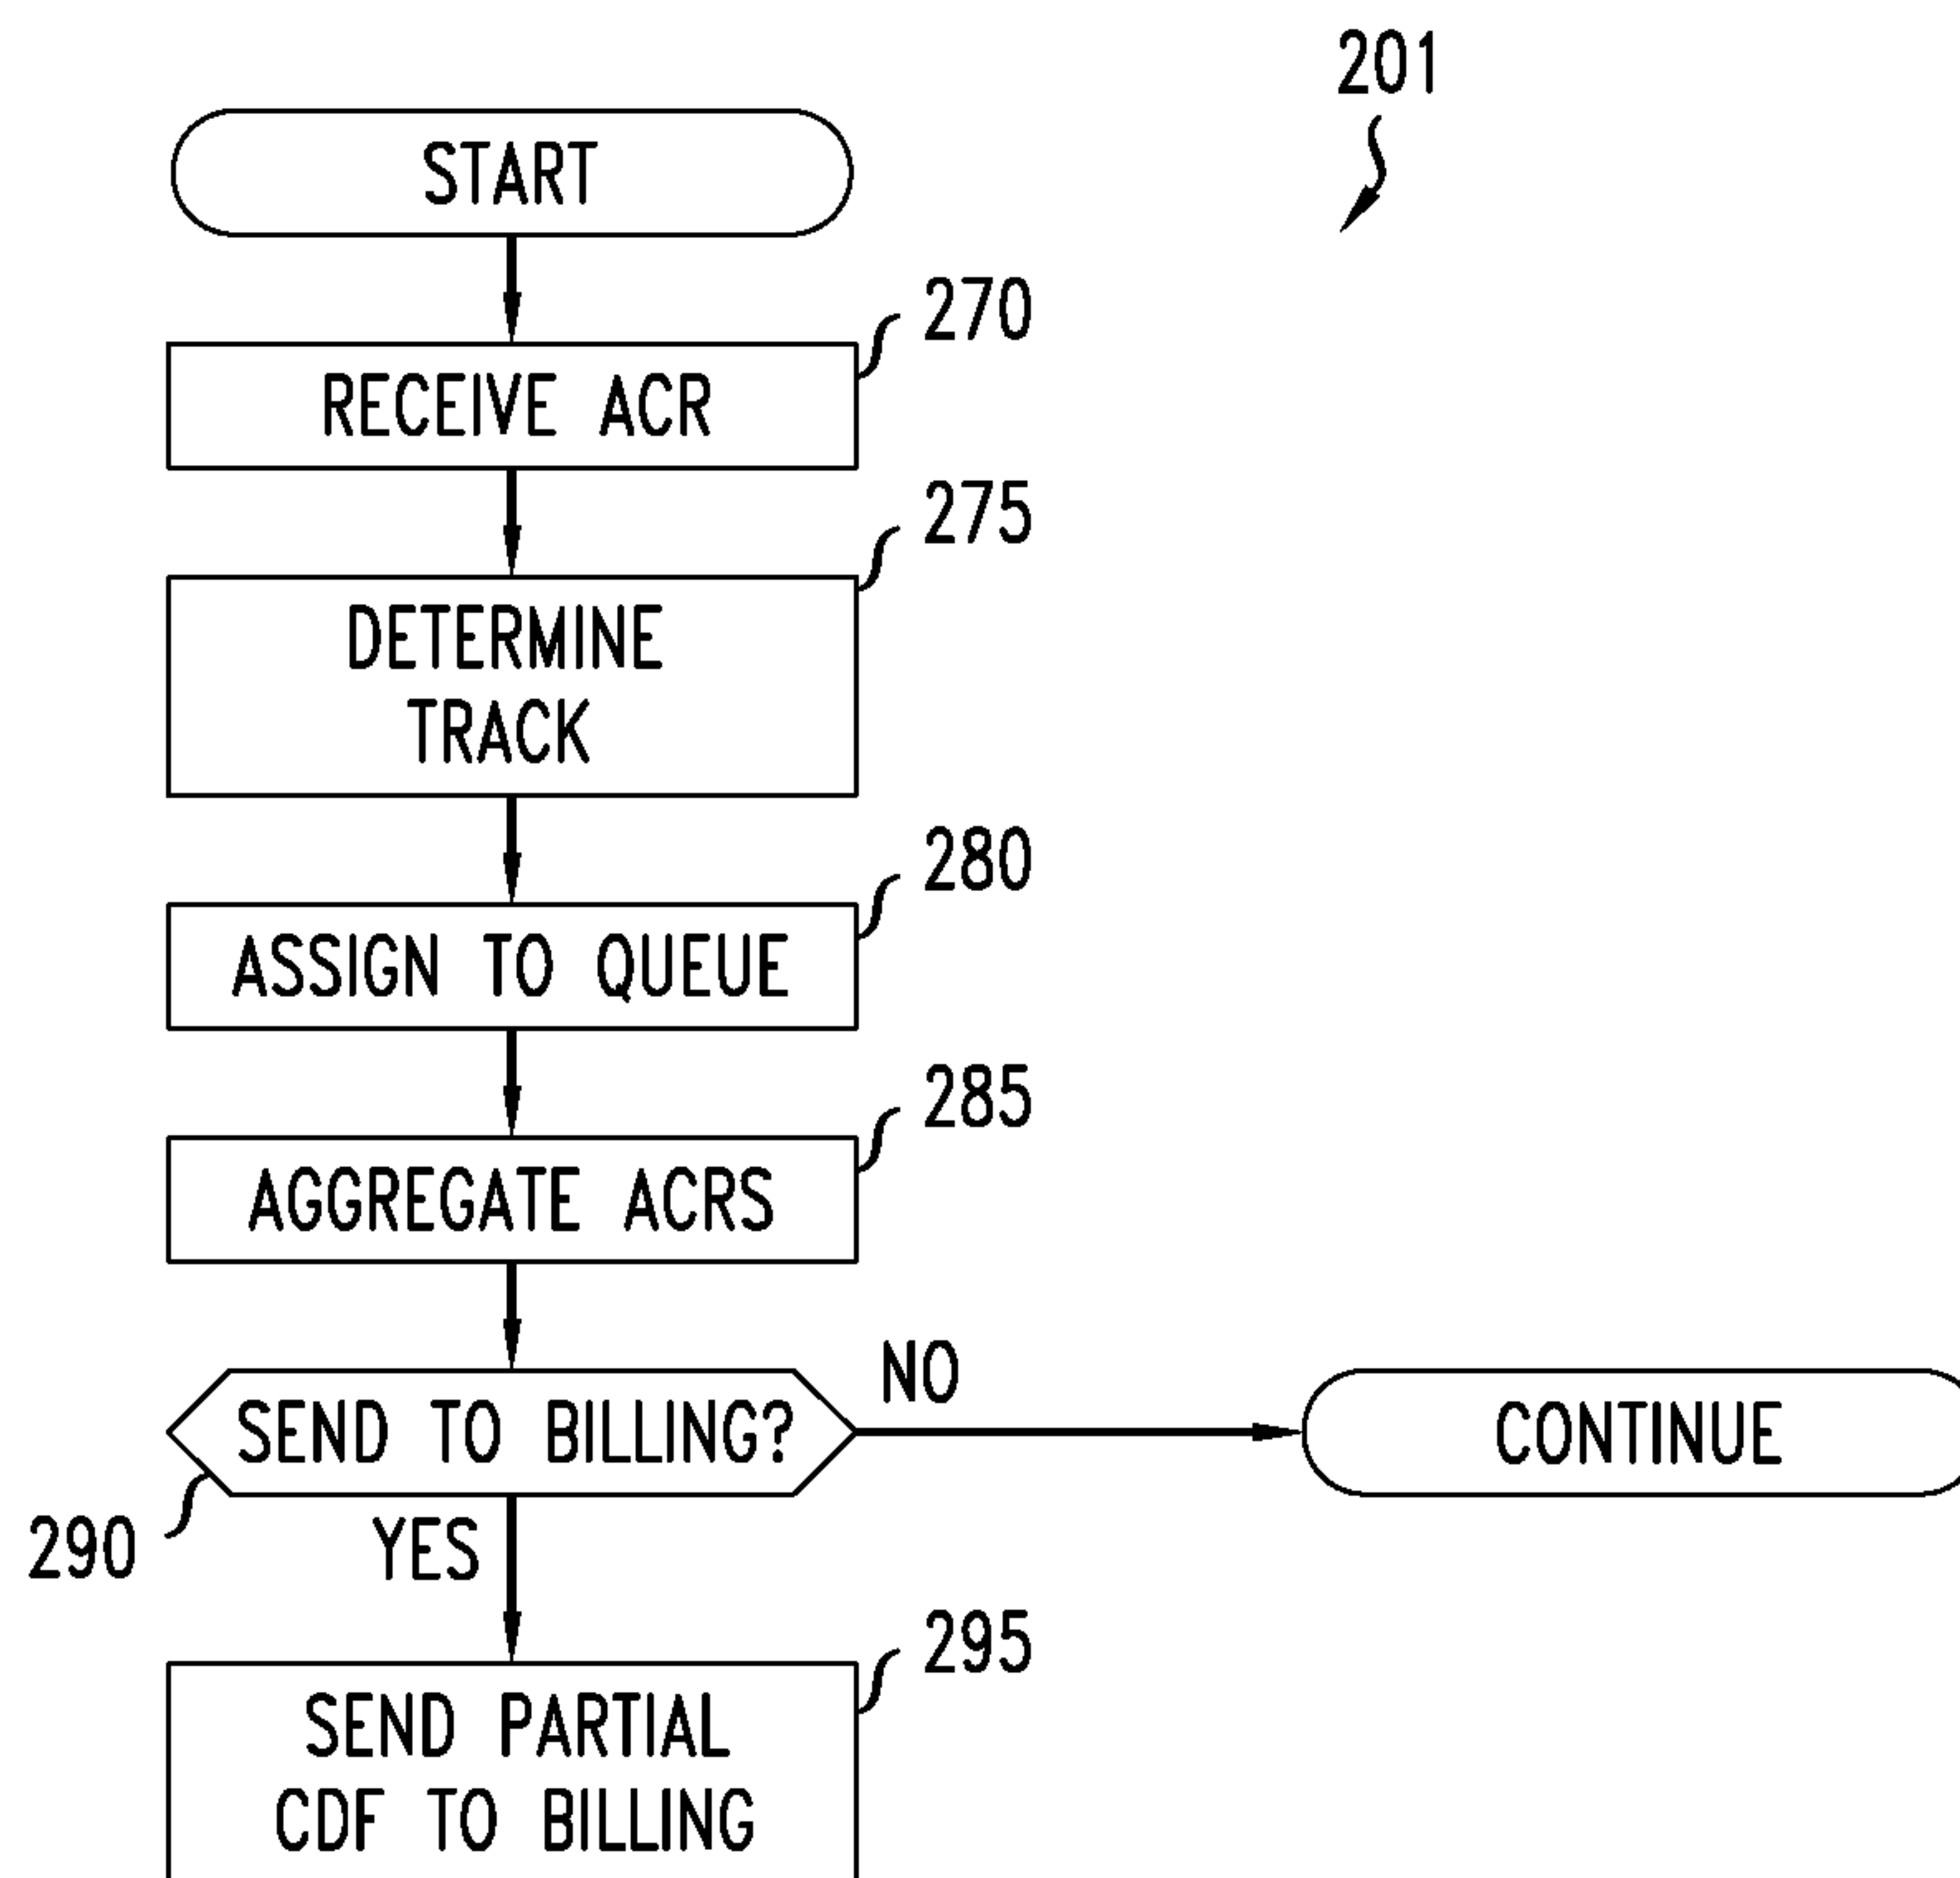 201
START
270
RECEIVE ACR
275
DETERMINE
TRACK
280
ASSIGN TO QUEUE
285
AGGREGATE ACRS
NO
SEND TO BILLING?
CONTINUE
290
YES
295
SEND PARTIAL
CDF TO BILLING